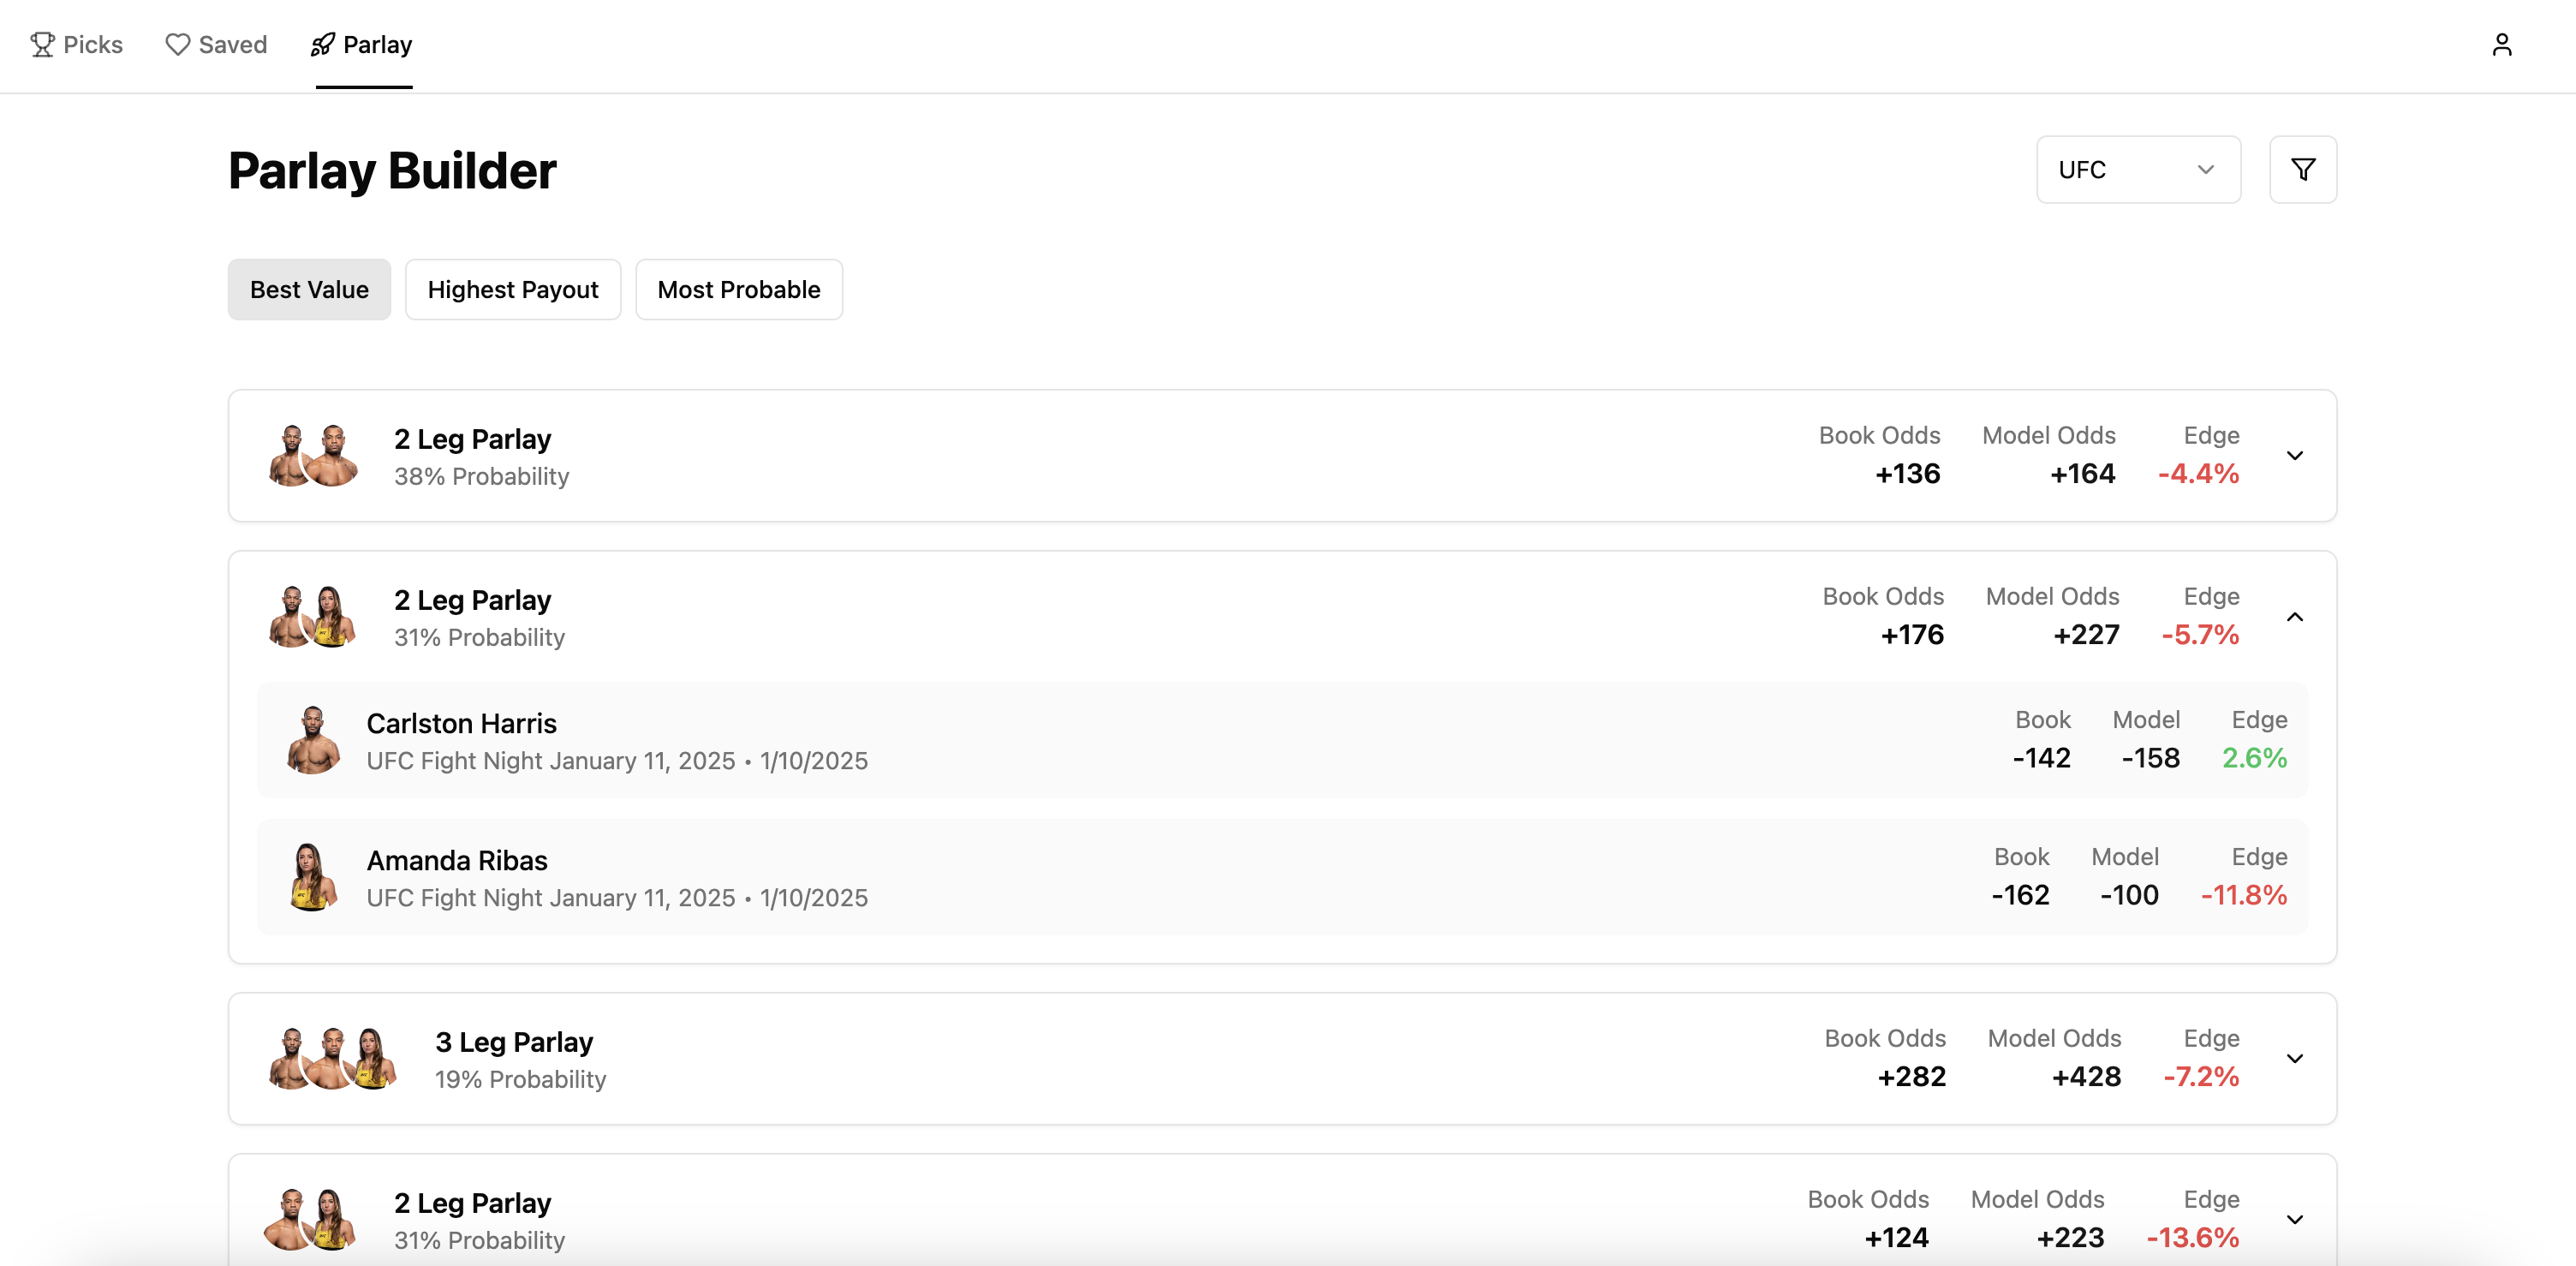 Picks Saved Parlay
Parlay Builder
UFC
Best Value Highest Payout Most Probable
2 Leg Parlay
38% Probability
Book Odds Model Odds Edge
+136 +164 -4.4%
2 Leg Parlay
31% Probability
Book Odds Model Odds Edge
+176 +227 -5.7%
Carlston Harris
UFC Fight Night January 11, 2025 • 1/10/2025
Book Model Edge
-142 -158 2.6%
Amanda Ribas
UFC Fight Night January 11, 2025 • 1/10/2025
Book Model Edge
-162 -100 -11.8%
3 Leg Parlay
19% Probability
Book Odds Model Odds Edge
+282 +428 -7.2%
2 Leg Parlay
31% Probability
Book Odds Model Odds Edge
+124 +223 -13.6%